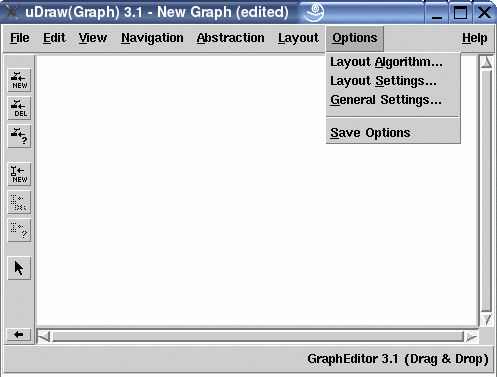 uDraw(Graph) 3.1 - New Graph (edited)
File Edit View Navigation Abstraction Layout Options Help
Layout Algorithm...
Layout Settings...
General Settings...
Save Options
NEW
DEL
?
NEW
?
GraphEditor 3.1 (Drag & Drop)